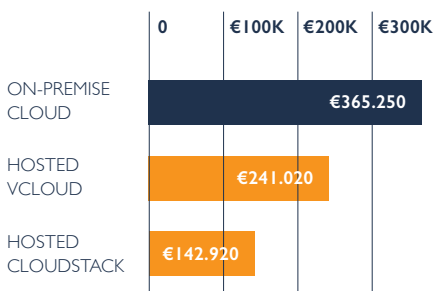 0 €100K €200K €300K
ON-PREMISE
CLOUD
€365.250
HOSTED
VCLOUD
€241.020
HOSTED
CLOUDSTACK
€142.920